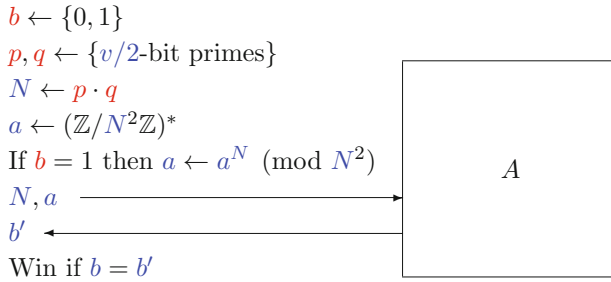 b ← {0, 1}
p, q ← {v/2-bit primes}
N ← p · q
a ← (ℤ/N²ℤ)*
If b = 1 then a ← a^N (mod N²)
N, a
A
b′
Win if b = b′